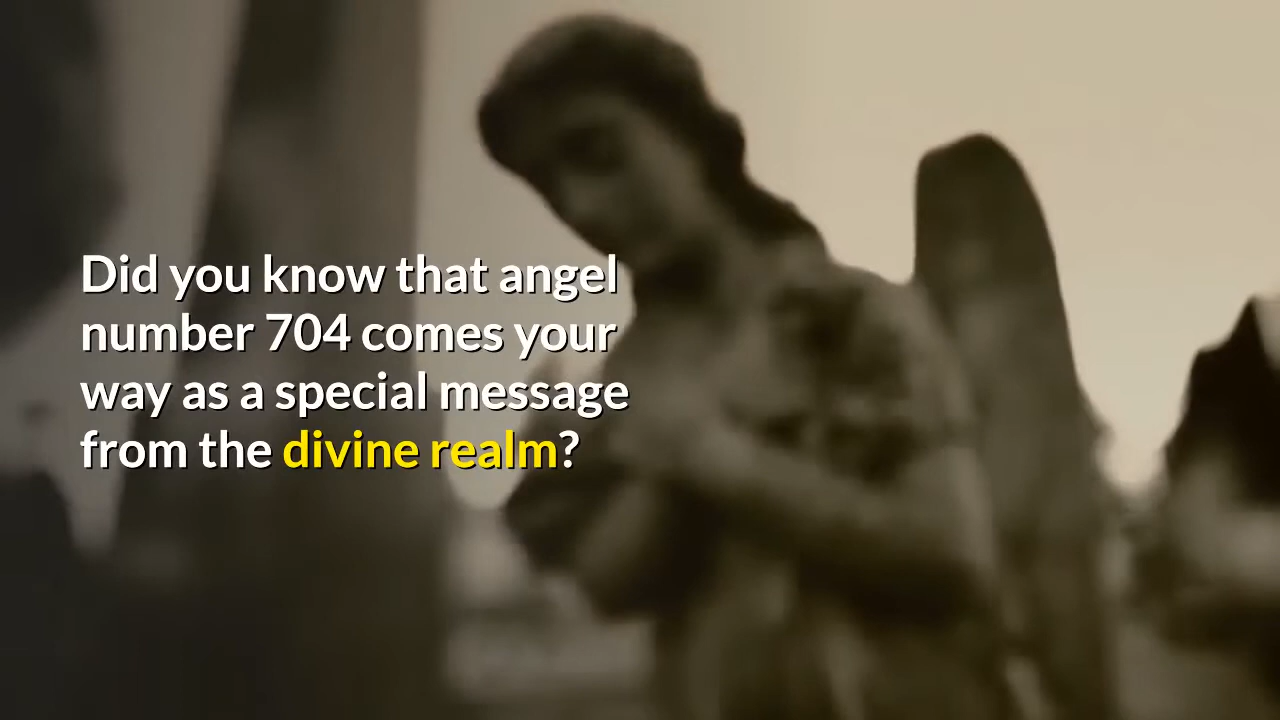 Did you know that angel
number 704 comes your
way as a special message
from the divine realm?